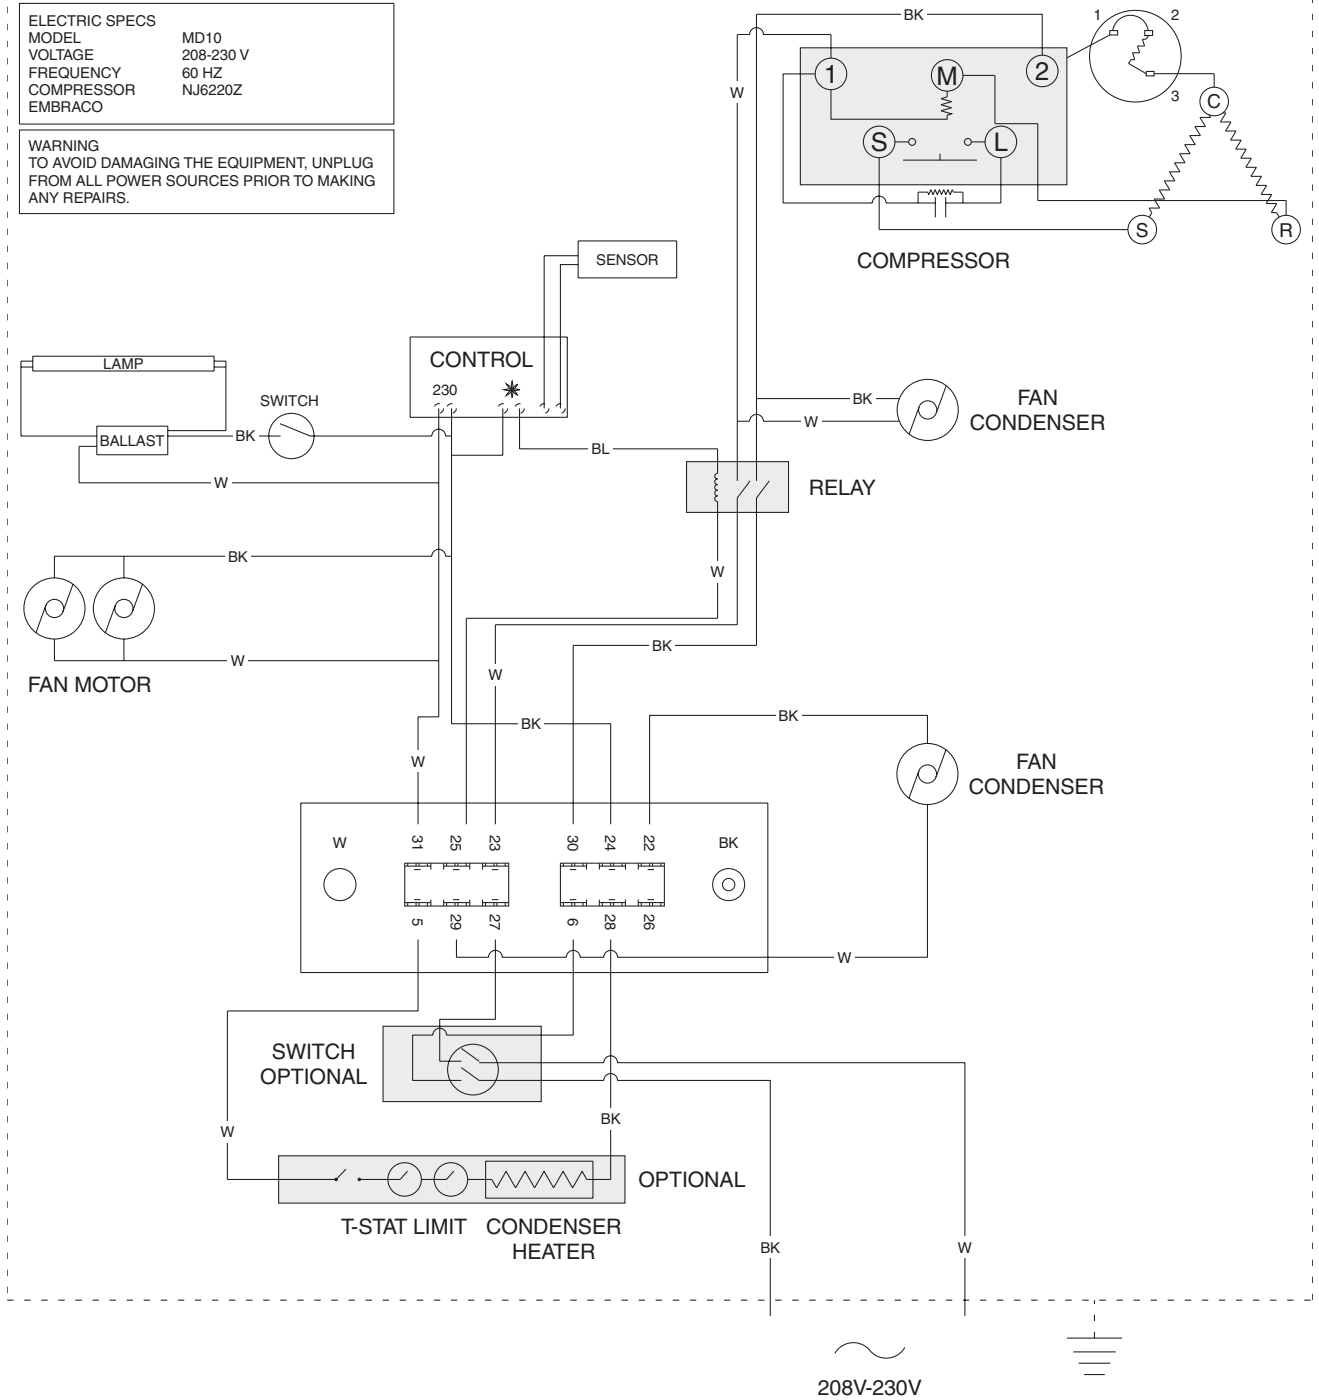 ELECTRIC SPECS
MODEL MD10
VOLTAGE 208-230 V
FREQUENCY 60 HZ
COMPRESSOR NJ6220Z
EMBRACO
WARNING
TO AVOID DAMAGING THE EQUIPMENT, UNPLUG
FROM ALL POWER SOURCES PRIOR TO MAKING
ANY REPAIRS.
BK
W
1
M
2
S
L
1
2
3
C
S
R
COMPRESSOR
SENSOR
CONTROL
230
LAMP
SWITCH
BALLAST
BK
W
BL
BK
W
FAN
CONDENSER
RELAY
BK
W
FAN MOTOR
W
BK
W
BK
W
BK
FAN
CONDENSER
W
31
25
23
30
24
22
BK
5
29
27
6
28
26
W
SWITCH
OPTIONAL
BK
W
OPTIONAL
T-STAT LIMIT
CONDENSER
HEATER
BK
W
208V-230V